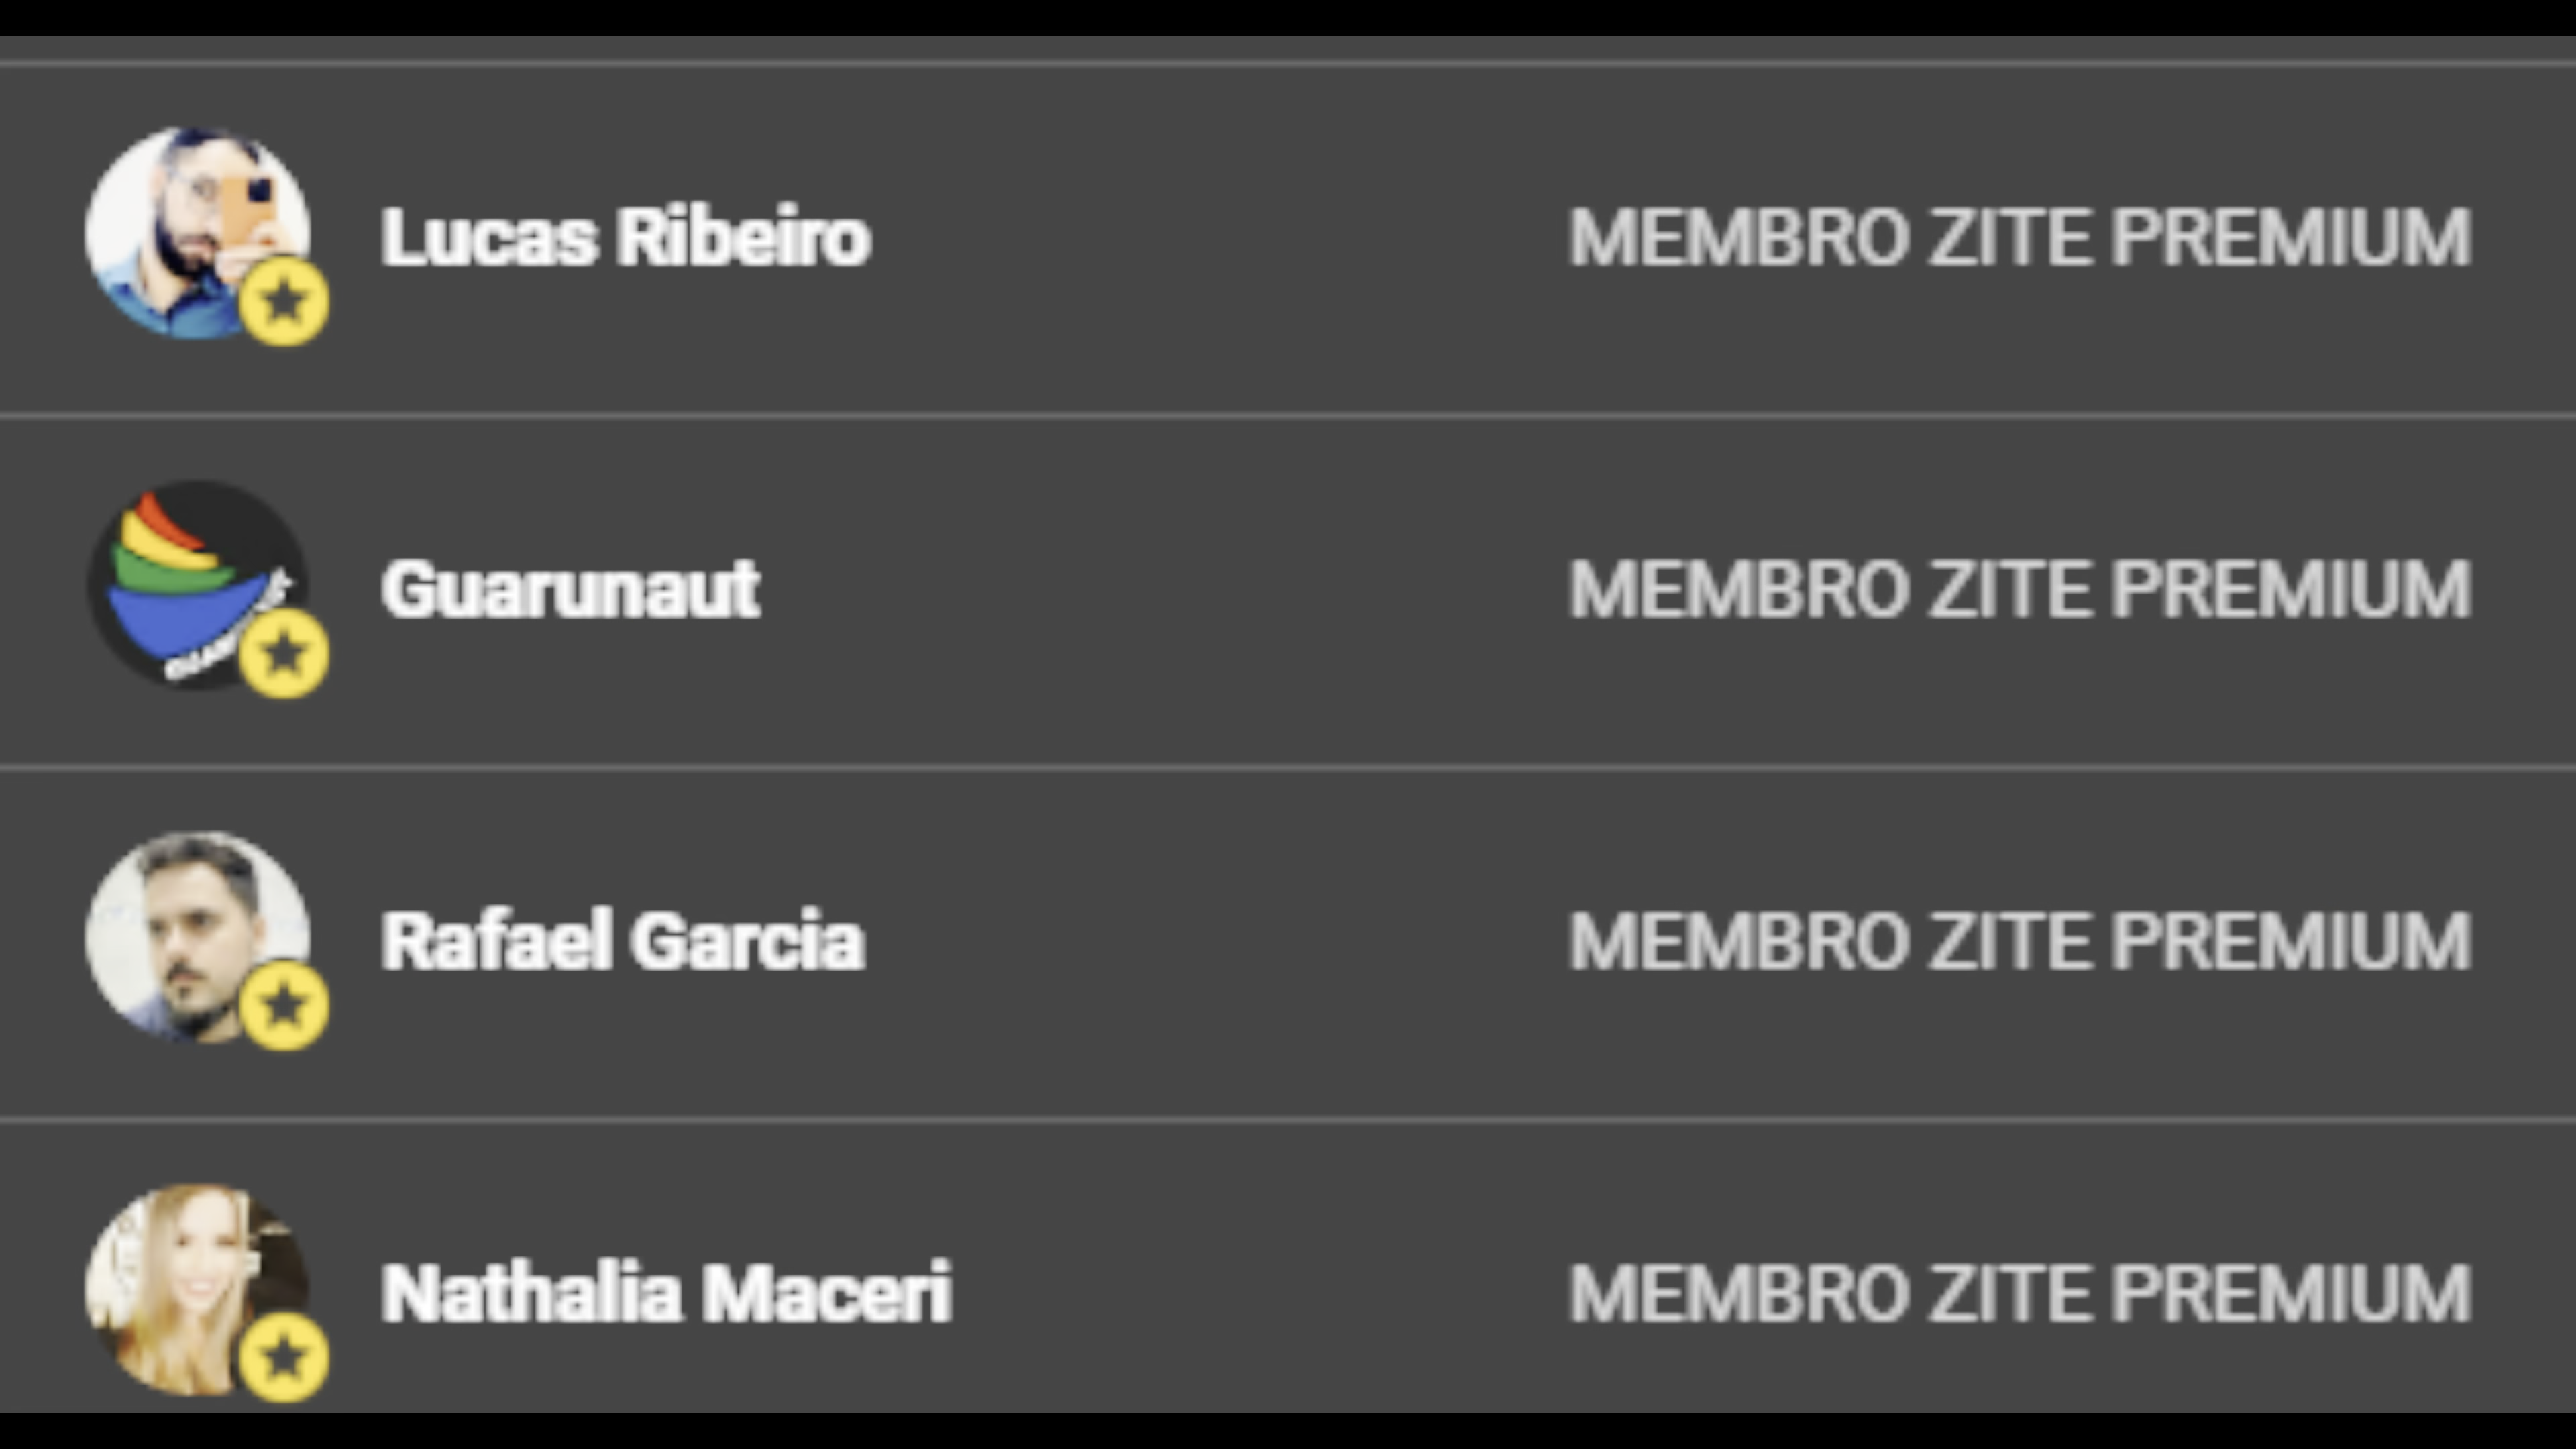 Lucas Ribeiro MEMBRO ZITE PREMIUM
Guarunaut MEMBRO ZITE PREMIUM
Rafael Garcia MEMBRO ZITE PREMIUM
Nathalia Maceri MEMBRO ZITE PREMIUM